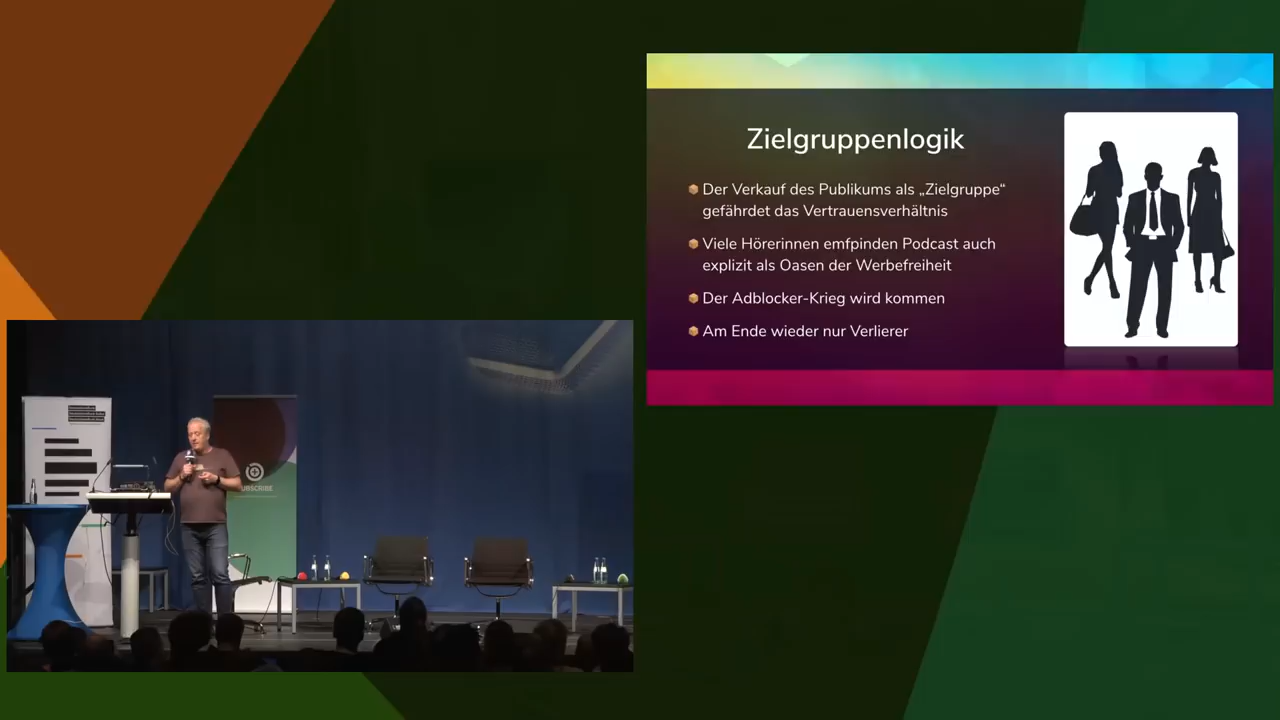 Zielgruppenlogik
Der Verkauf des Publikums als „Zielgruppe“
gefährdet das Vertrauensverhältnis
Viele Hörerinnen emfpinden Podcast auch
explizit als Oasen der Werbefreiheit
Der Adblocker-Krieg wird kommen
Am Ende wieder nur Verlierer
SUBSCRIBE